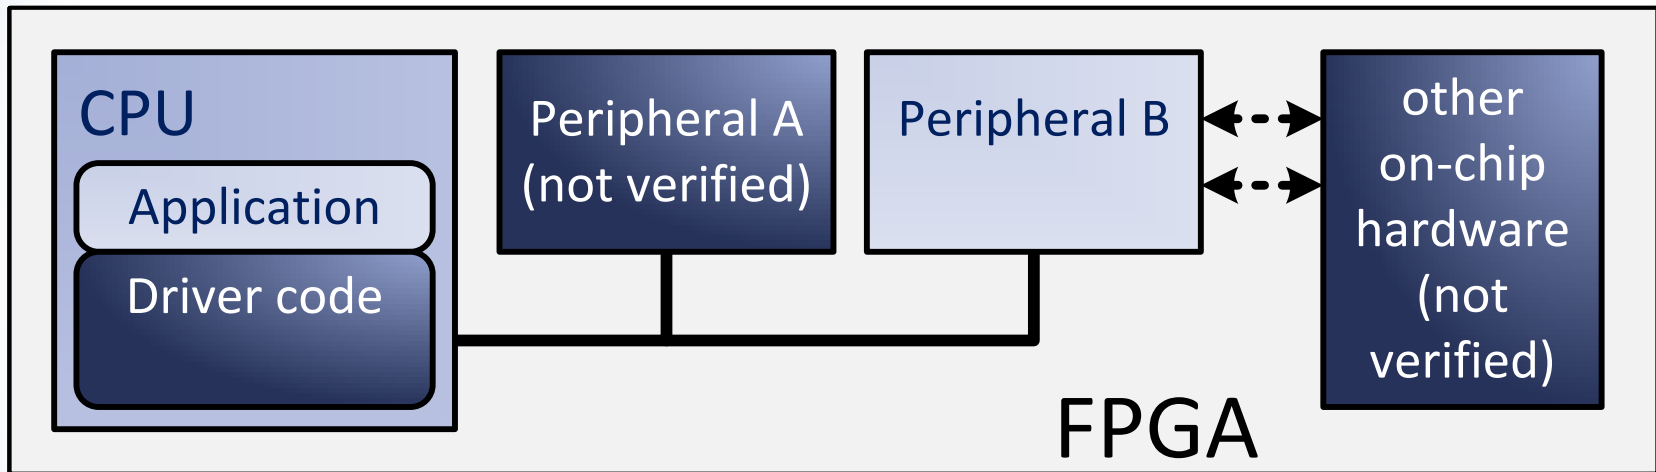 CPU
Application
Driver code
Peripheral A
(not verified)
Peripheral B
other
on-chip
hardware
(not
verified)
FPGA